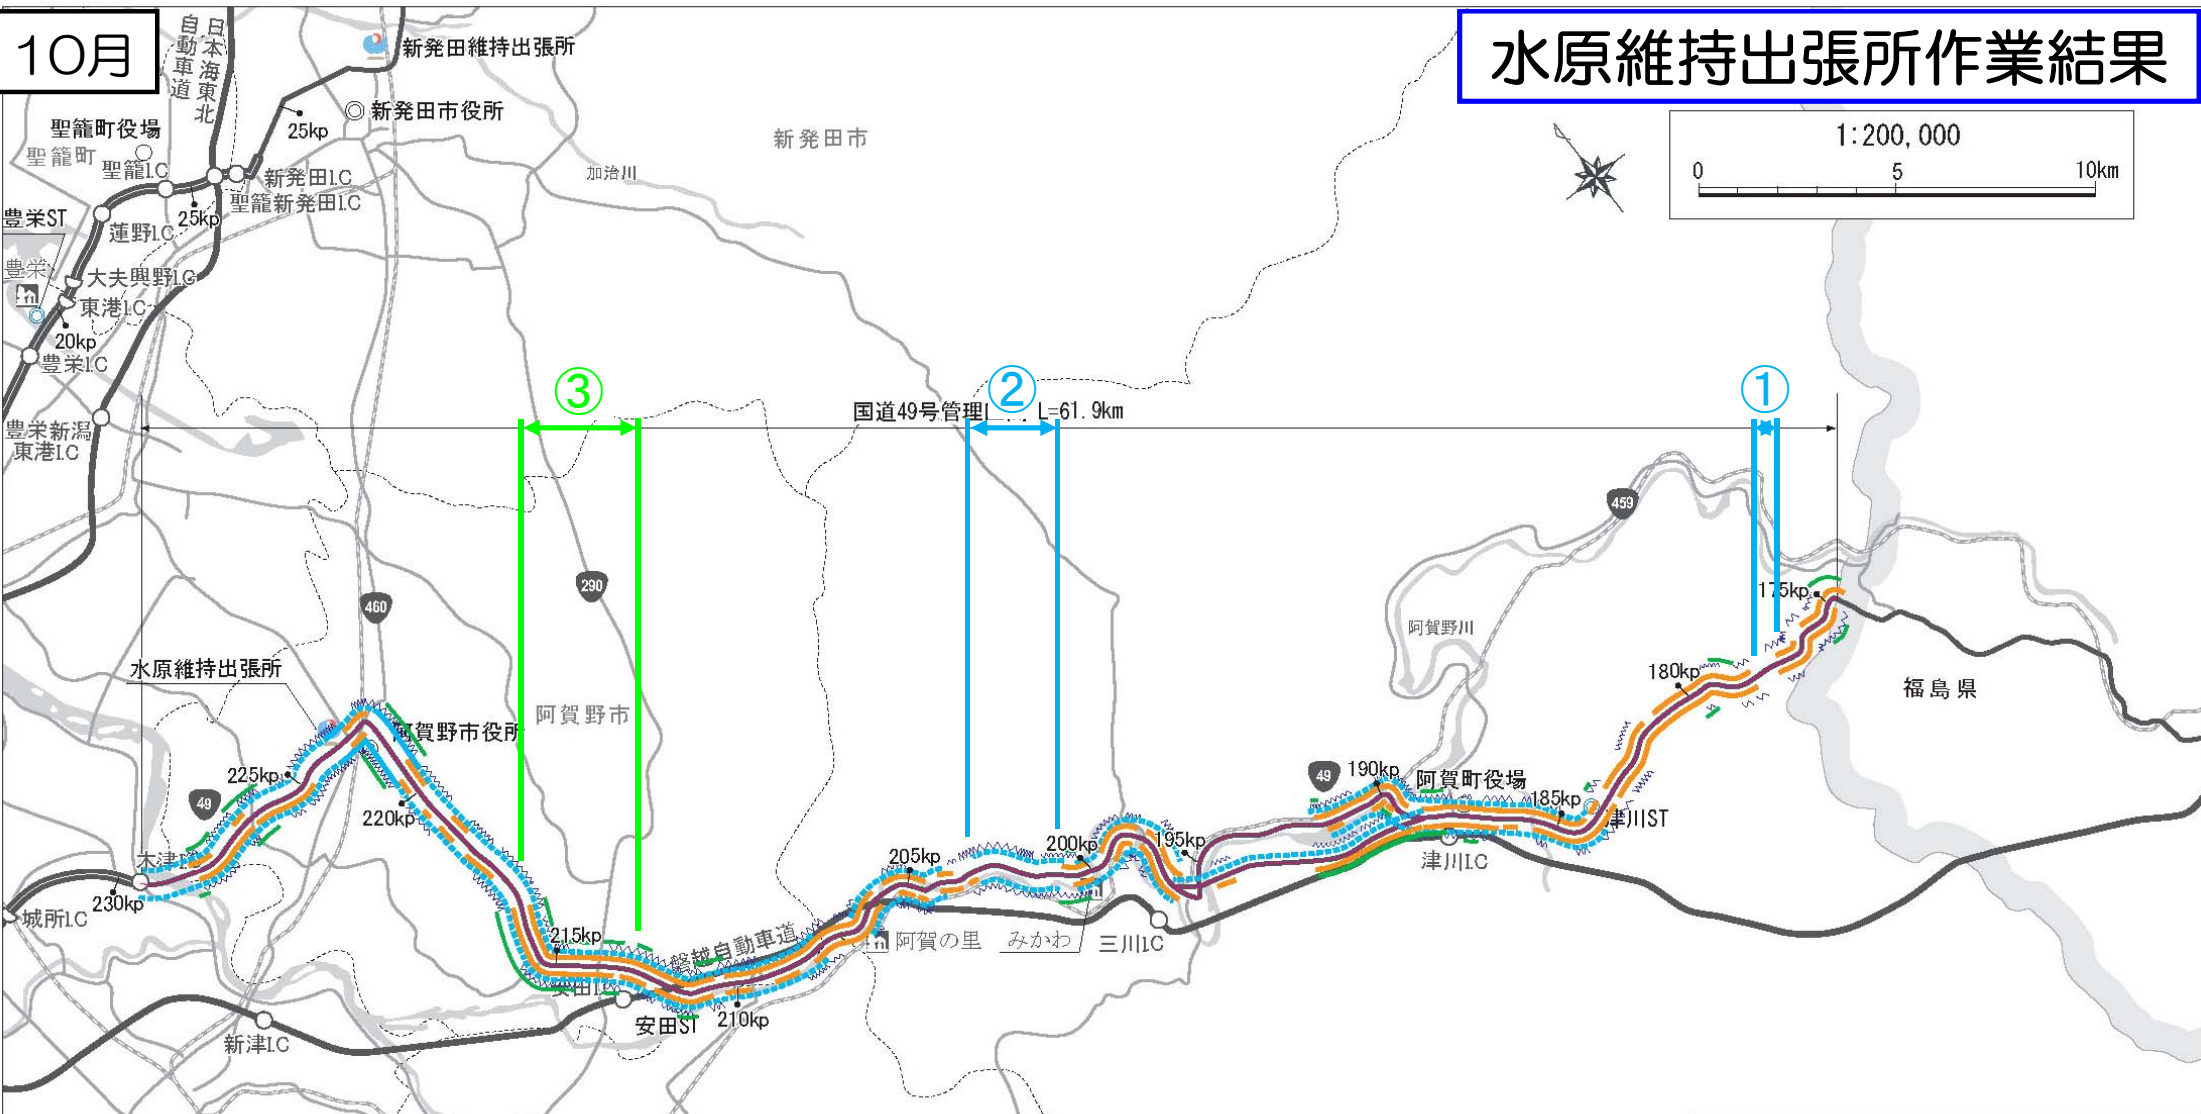 10月
水原維持出張所作業結果
1:200,000
0 5 10km
日本海東北
自動車道
新発田維持出張所
新発田市役所
25kp
聖籠町役場
聖籠町
聖籠I.C
新発田I.C
聖籠新発田I.C
25kp
新発田市
加治川
豊栄ST
蓮野I.C
豊栄
大夫興野I.C
東港I.C
20kp
豊栄I.C
豊栄新潟
東港I.C
③
②
①
国道49号管理 L=61.9km
459
290
460
175kp
阿賀野川
水原維持出張所
阿賀野市
180kp
福島県
阿賀野市役所
225kp
49
220kp
49
190kp
阿賀町役場
185kp
津川ST
木津I.C
230kp
城所I.C
205kp
200kp
195kp
津川I.C
215kp
磐越自動車道
阿賀の里
みかわ
三川I.C
安田I.C
安田ST
210kp
新津I.C